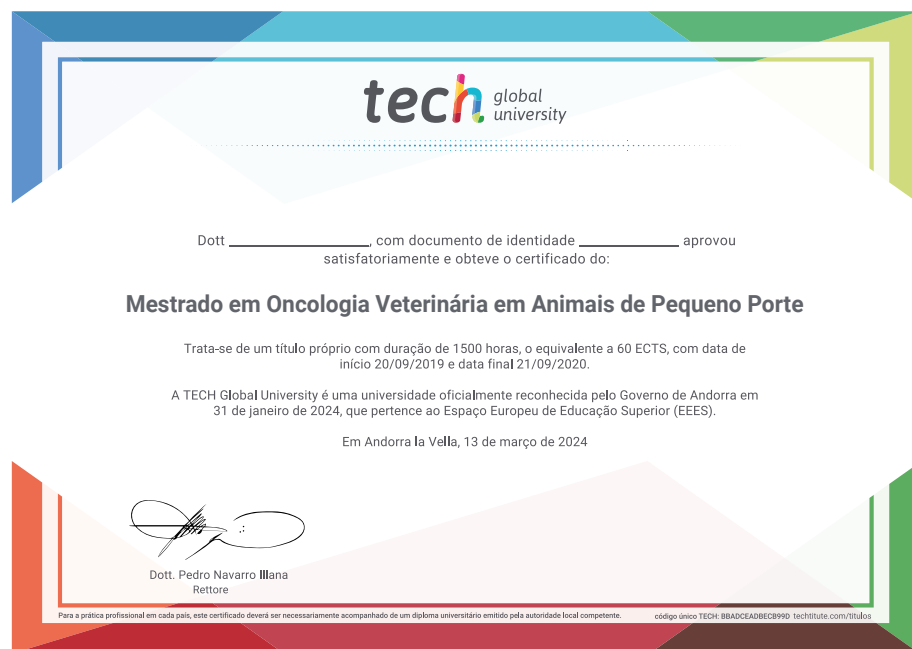 tech global university
Dott ____________________, com documento de identidade ______________ aprovou
satisfatoriamente e obteve o certificado do:
Mestrado em Oncologia Veterinária em Animais de Pequeno Porte
Trata-se de um título próprio com duração de 1500 horas, o equivalente a 60 ECTS, com data de
início 20/09/2019 e data final 21/09/2020.
A TECH Global University é uma universidade oficialmente reconhecida pelo Governo de Andorra em
31 de janeiro de 2024, que pertence ao Espaço Europeu de Educação Superior (EEES).
Em Andorra la Vella, 13 de março de 2024
Dott. Pedro Navarro Illana
Rettore
Para a prática profissional em cada país, este certificado deverá ser necessariamente acompanhado de um diploma universitário emitido pela autoridade local competente. código único TECH: BBADCEADBECB99D techtitute.com/titulos